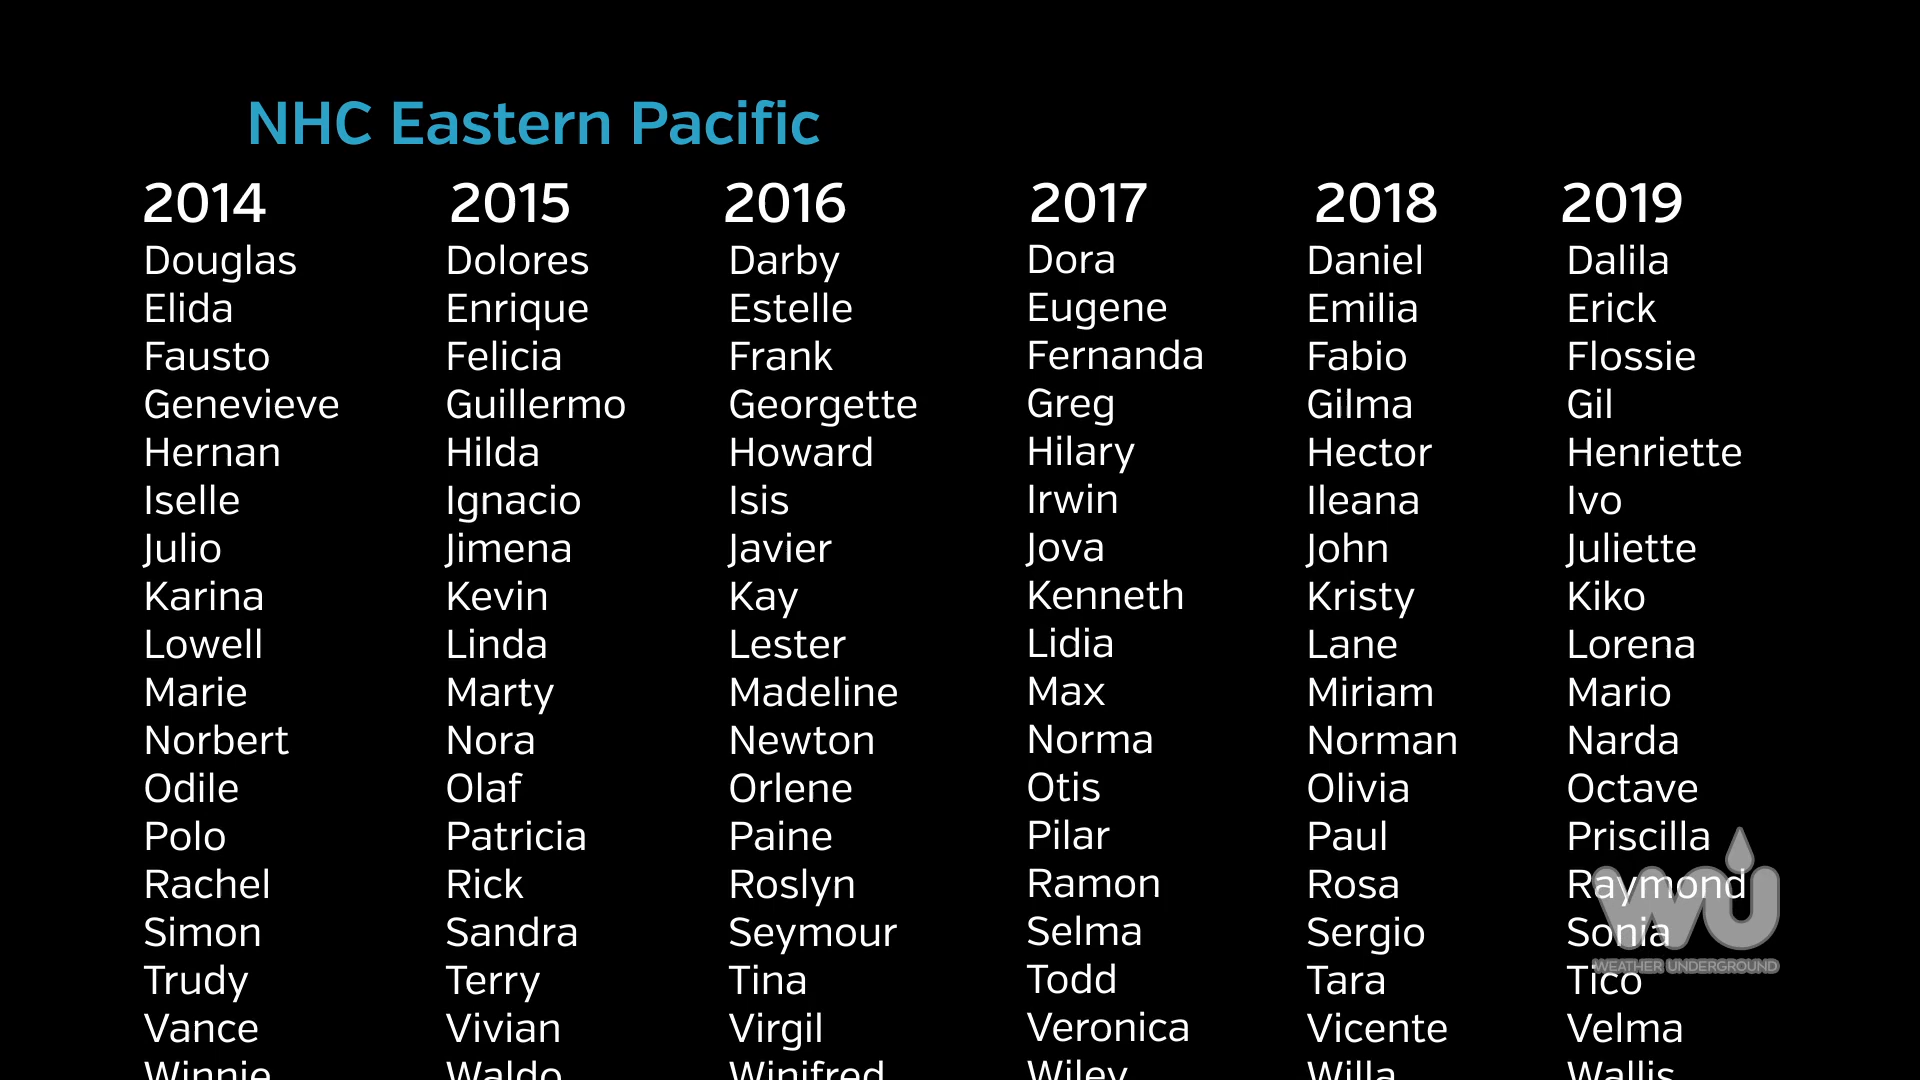 NHC Eastern Pacific
2014 2015 2016 2017 2018 2019
Douglas Dolores Darby Dora Daniel Dalila
Elida Enrique Estelle Eugene Emilia Erick
Fausto Felicia Frank Fernanda Fabio Flossie
Genevieve Guillermo Georgette Greg Gilma Gil
Hernan Hilda Howard Hilary Hector Henriette
Iselle Ignacio Isis Irwin Ileana Ivo
Julio Jimena Javier Jova John Juliette
Karina Kevin Kay Kenneth Kristy Kiko
Lowell Linda Lester Lidia Lane Lorena
Marie Marty Madeline Max Miriam Mario
Norbert Nora Newton Norma Norman Narda
Odile Olaf Orlene Otis Olivia Octave
Polo Patricia Paine Pilar Paul Priscilla
Rachel Rick Roslyn Ramon Rosa Raymond
Simon Sandra Seymour Selma Sergio Sonia
WU
WEATHER UNDERGROUND
Trudy Terry Tina Todd Tara Tico
Vance Vivian Virgil Veronica Vicente Velma
Winnie Waldo Winifred Wiley Willa Wallis